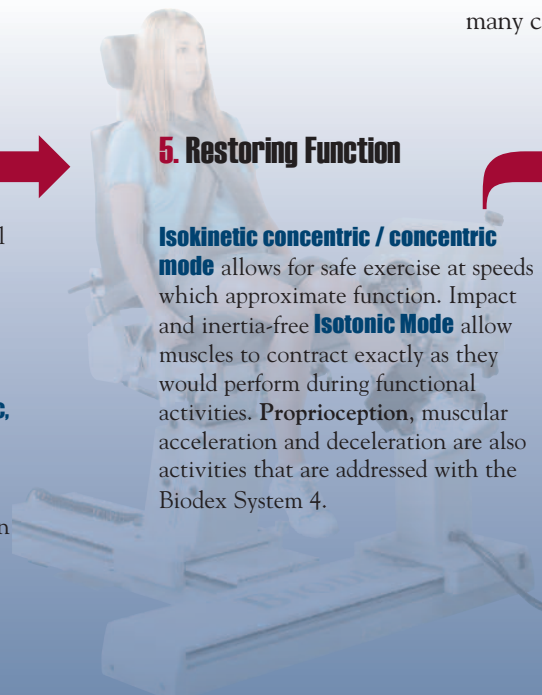 many c
5. Restoring Function
l
Isokinetic concentric / concentric
mode allows for safe exercise at speeds
which approximate function. Impact
and inertia-free Isotonic Mode allow
muscles to contract exactly as they
would perform during functional
c,
activities. Proprioception, muscular
acceleration and deceleration are also
activities that are addressed with the
n
Biodex System 4.